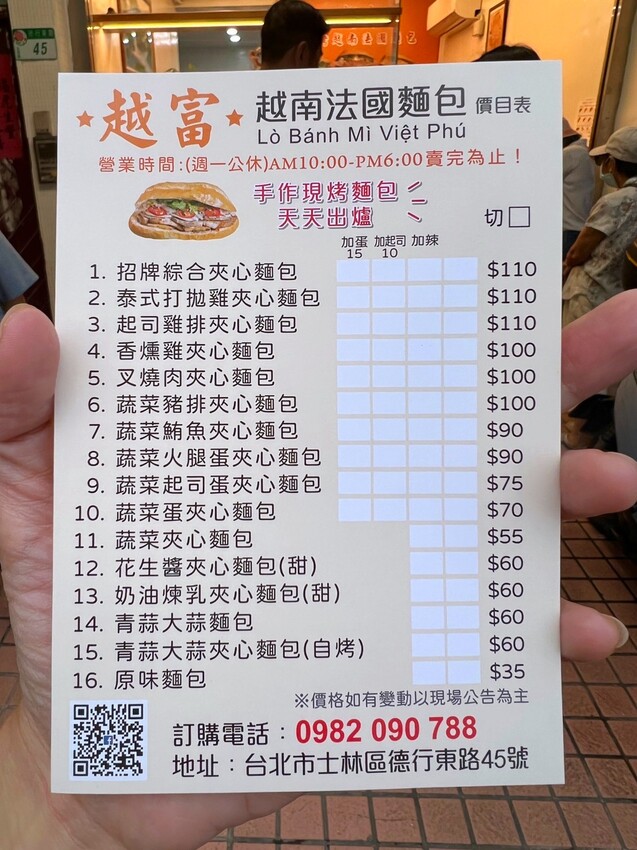 45
越富 越南法國麵包 價目表
Lò Bánh Mì Việt Phú
營業時間:(週一公休)AM10:00-PM6:00賣完為止！
手作現烤麵包
天天出爐
切□
加蛋 加起司 加辣
15 10
1. 招牌綜合夾心麵包 $110
2. 泰式打拋雞夾心麵包 $110
3. 起司雞排夾心麵包 $110
4. 香燻雞夾心麵包 $100
5. 叉燒肉夾心麵包 $100
6. 蔬菜豬排夾心麵包 $100
7. 蔬菜鮪魚夾心麵包 $90
8. 蔬菜火腿蛋夾心麵包 $90
9. 蔬菜起司蛋夾心麵包 $75
10. 蔬菜蛋夾心麵包 $70
11. 蔬菜夾心麵包 $55
12. 花生醬夾心麵包(甜) $60
13. 奶油煉乳夾心麵包(甜) $60
14. 青蒜大蒜麵包 $60
15. 青蒜大蒜夾心麵包(自烤) $60
16. 原味麵包 $35
※價格如有變動以現場公告為主
訂購電話：0982 090 788
地址：台北市士林區德行東路45號